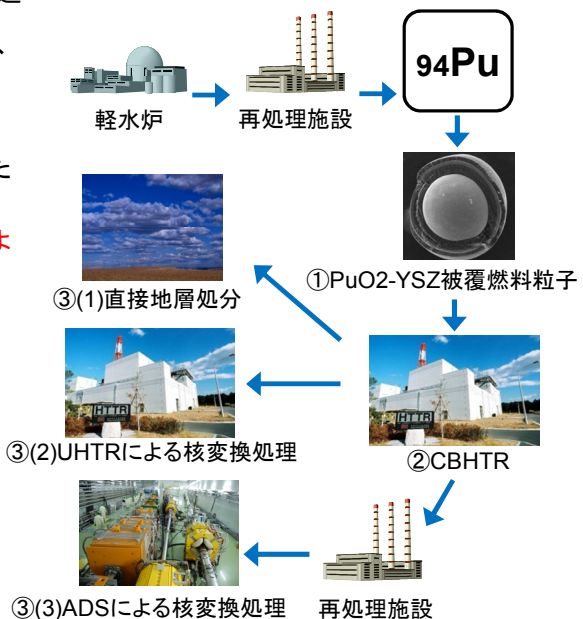 、
た
よ
94Pu
軽水炉
再処理施設
①PuO2-YSZ被覆燃料粒子
③(1)直接地層処分
HTTR
HTTR
③(2)UHTRによる核変換処理
②CBHTR
③(3)ADSによる核変換処理
再処理施設